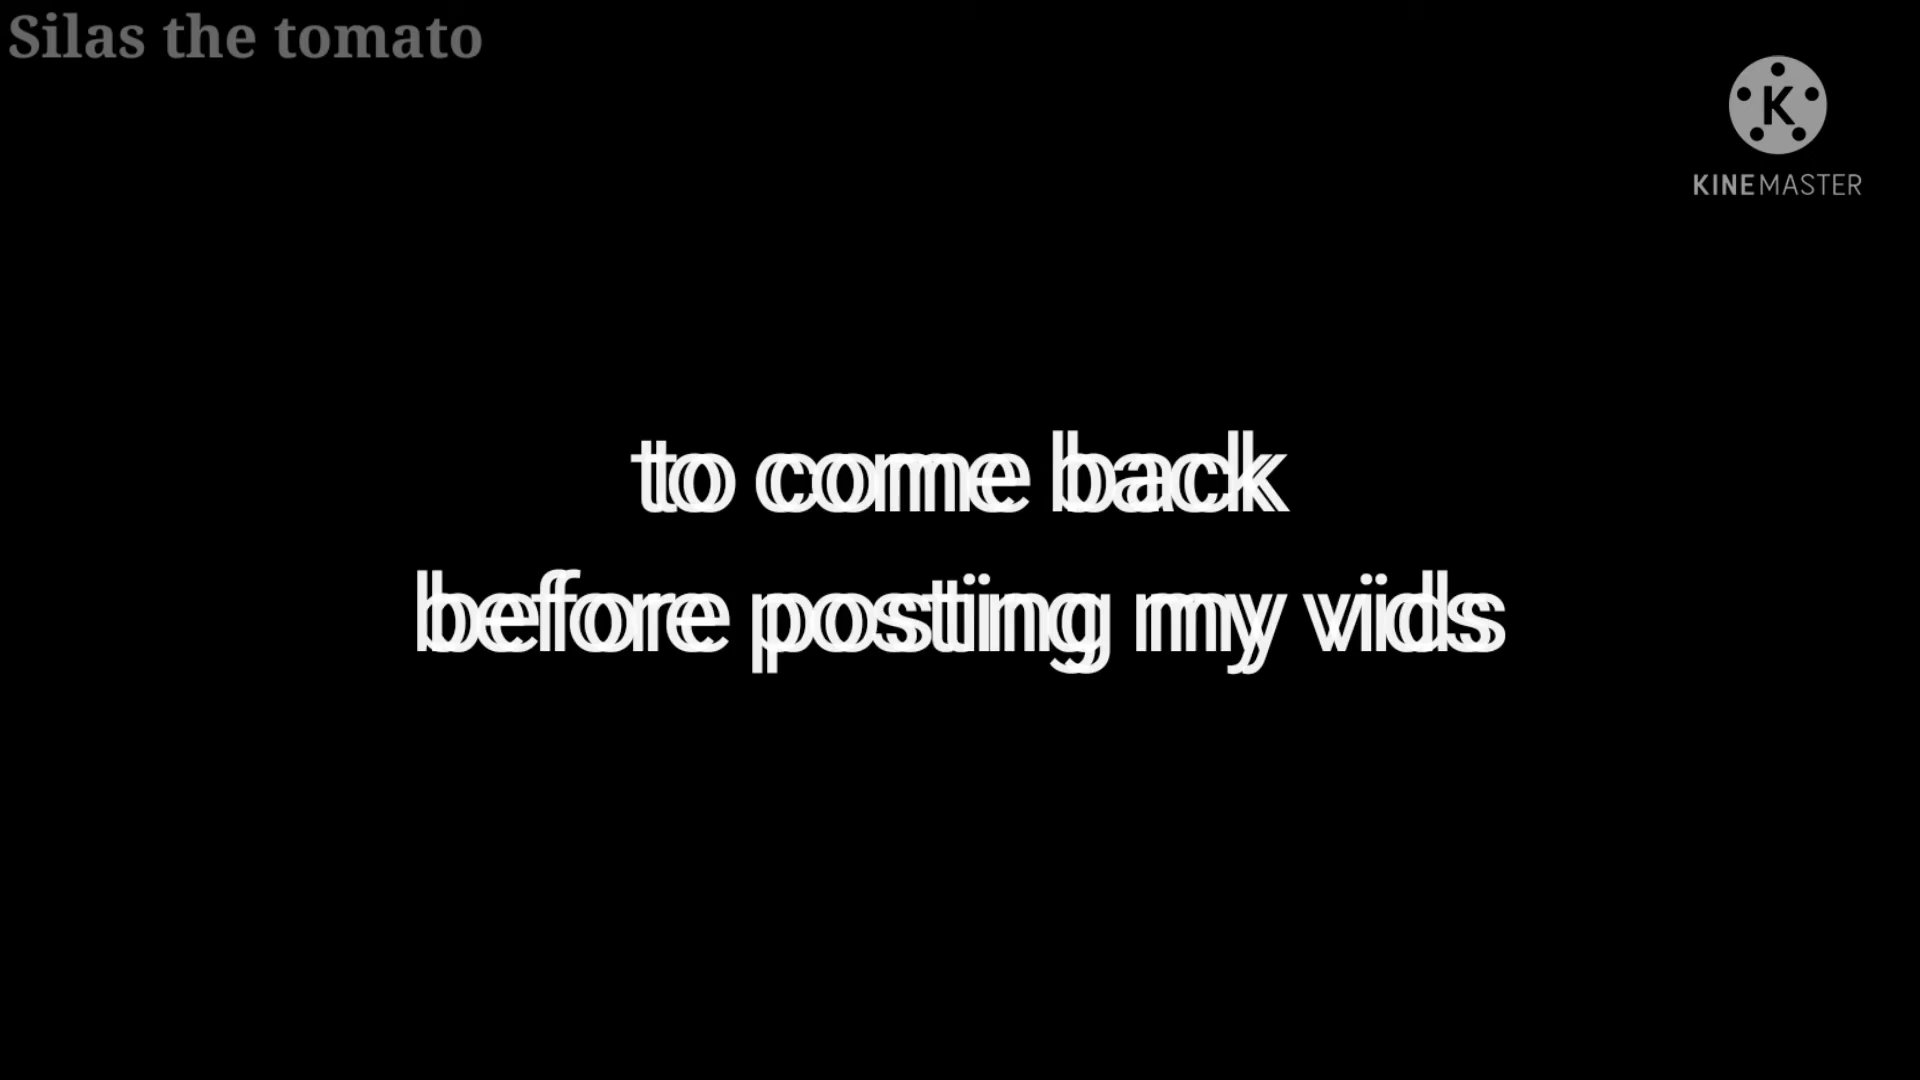 Silas the tomato
K
KINEMASTER
to come back
before posting my vids